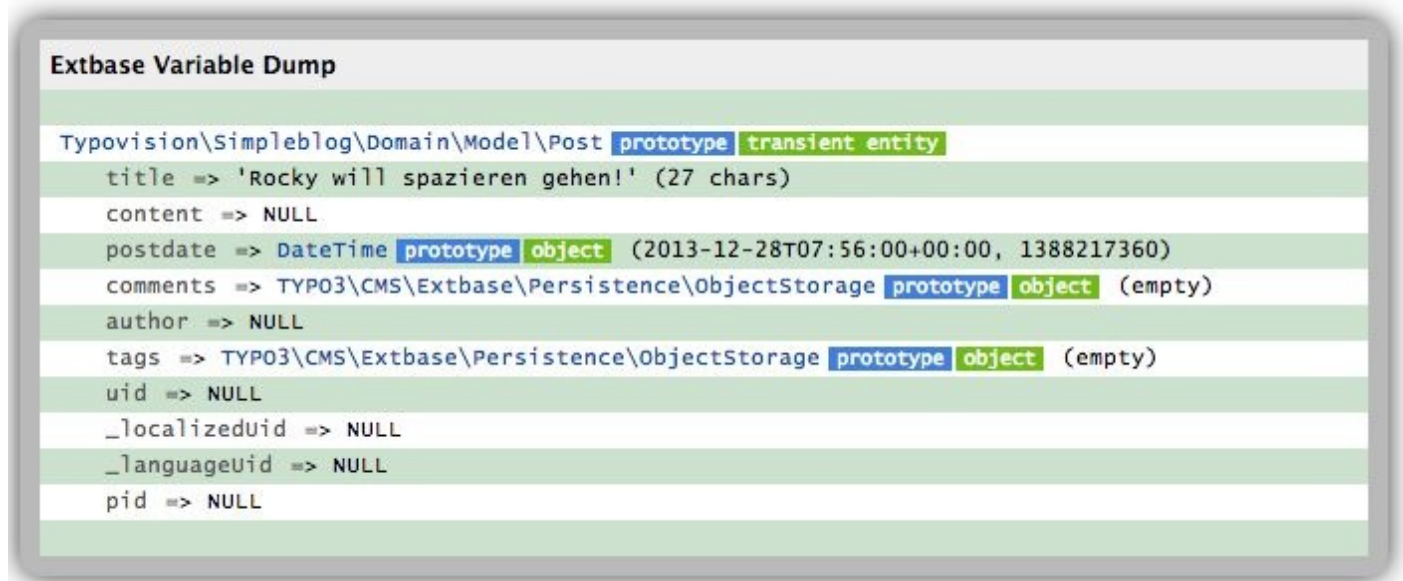 Extbase Variable Dump
Typovision\Simpleblog\Domain\Model\Post prototype transient entity
title => 'Rocky will spazieren gehen!' (27 chars)
content => NULL
postdate => DateTime prototype object (2013-12-28T07:56:00+00:00, 1388217360)
comments => TYPO3\CMS\Extbase\Persistence\ObjectStorage prototype object (empty)
author => NULL
tags => TYPO3\CMS\Extbase\Persistence\ObjectStorage prototype object (empty)
uid => NULL
_localizedUid => NULL
_languageUid => NULL
pid => NULL